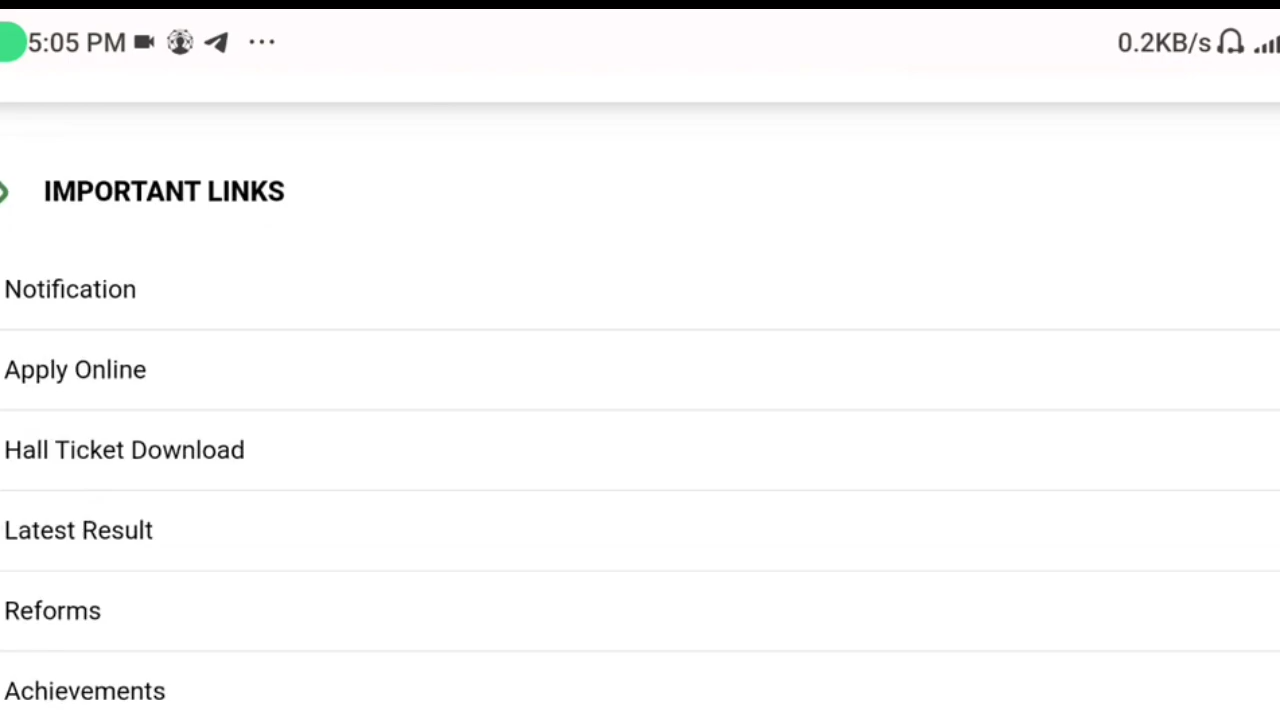 5:05 PM ... 0.2KB/s
IMPORTANT LINKS
Notification
Apply Online
Hall Ticket Download
Latest Result
Reforms
Achievements